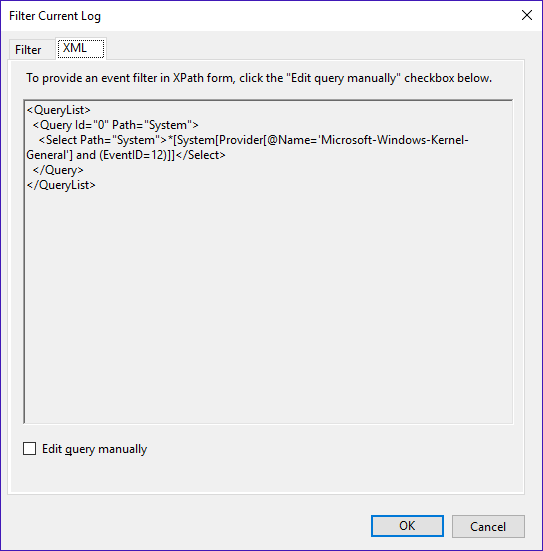 Filter Current Log
Filter XML
To provide an event filter in XPath form, click the "Edit query manually" checkbox below.
<QueryList>
  <Query Id="0" Path="System">
    <Select Path="System">*[System[Provider[@Name='Microsoft-Windows-Kernel-
General'] and (EventID=12)]]</Select>
  </Query>
</QueryList>
Edit query manually
OK Cancel